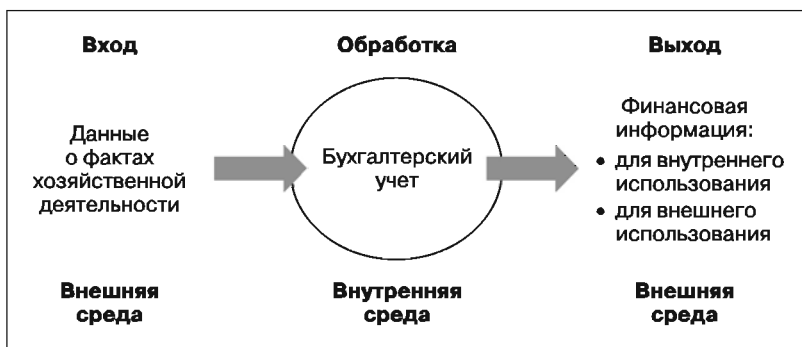 Вход
Обработка
Выход
Данные
о фактах
хозяйственной
деятельности
Бухгалтерский
учет
Финансовая
информация:
• для внутреннего
использования
• для внешнего
использования
Внешняя
среда
Внутренняя
среда
Внешняя
среда